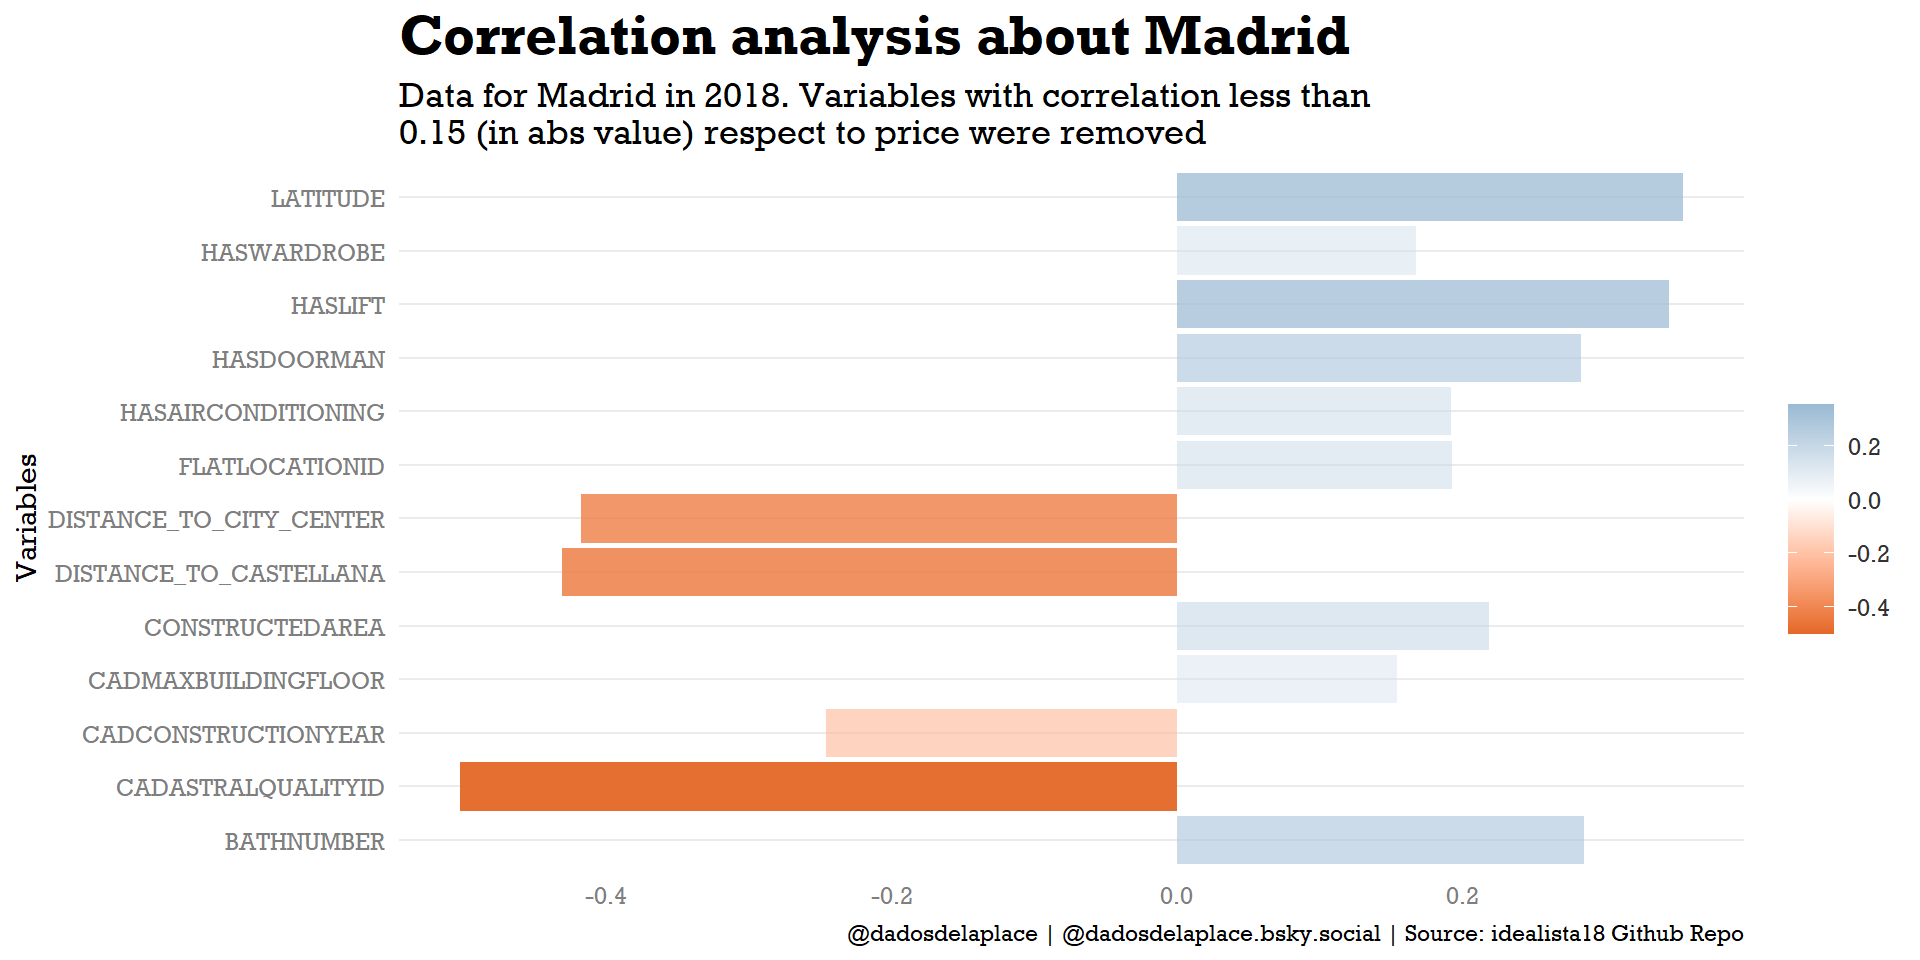 Correlation analysis about Madrid
Data for Madrid in 2018. Variables with correlation less than
0.15 (in abs value) respect to price were removed
Variables
LATITUDE
HASWARDROBE
HASLIFT
HASDOORMAN
HASAIRCONDITIONING
FLATLOCATIONID
DISTANCE_TO_CITY_CENTER
DISTANCE_TO_CASTELLANA
CONSTRUCTEDAREA
CADMAXBUILDINGFLOOR
CADCONSTRUCTIONYEAR
CADASTRALQUALITYID
BATHNUMBER
-0.4 -0.2 0.0 0.2
0.2
0.0
-0.2
-0.4
@dadosdelaplace | @dadosdelaplace.bsky.social | Source: idealista18 Github Repo